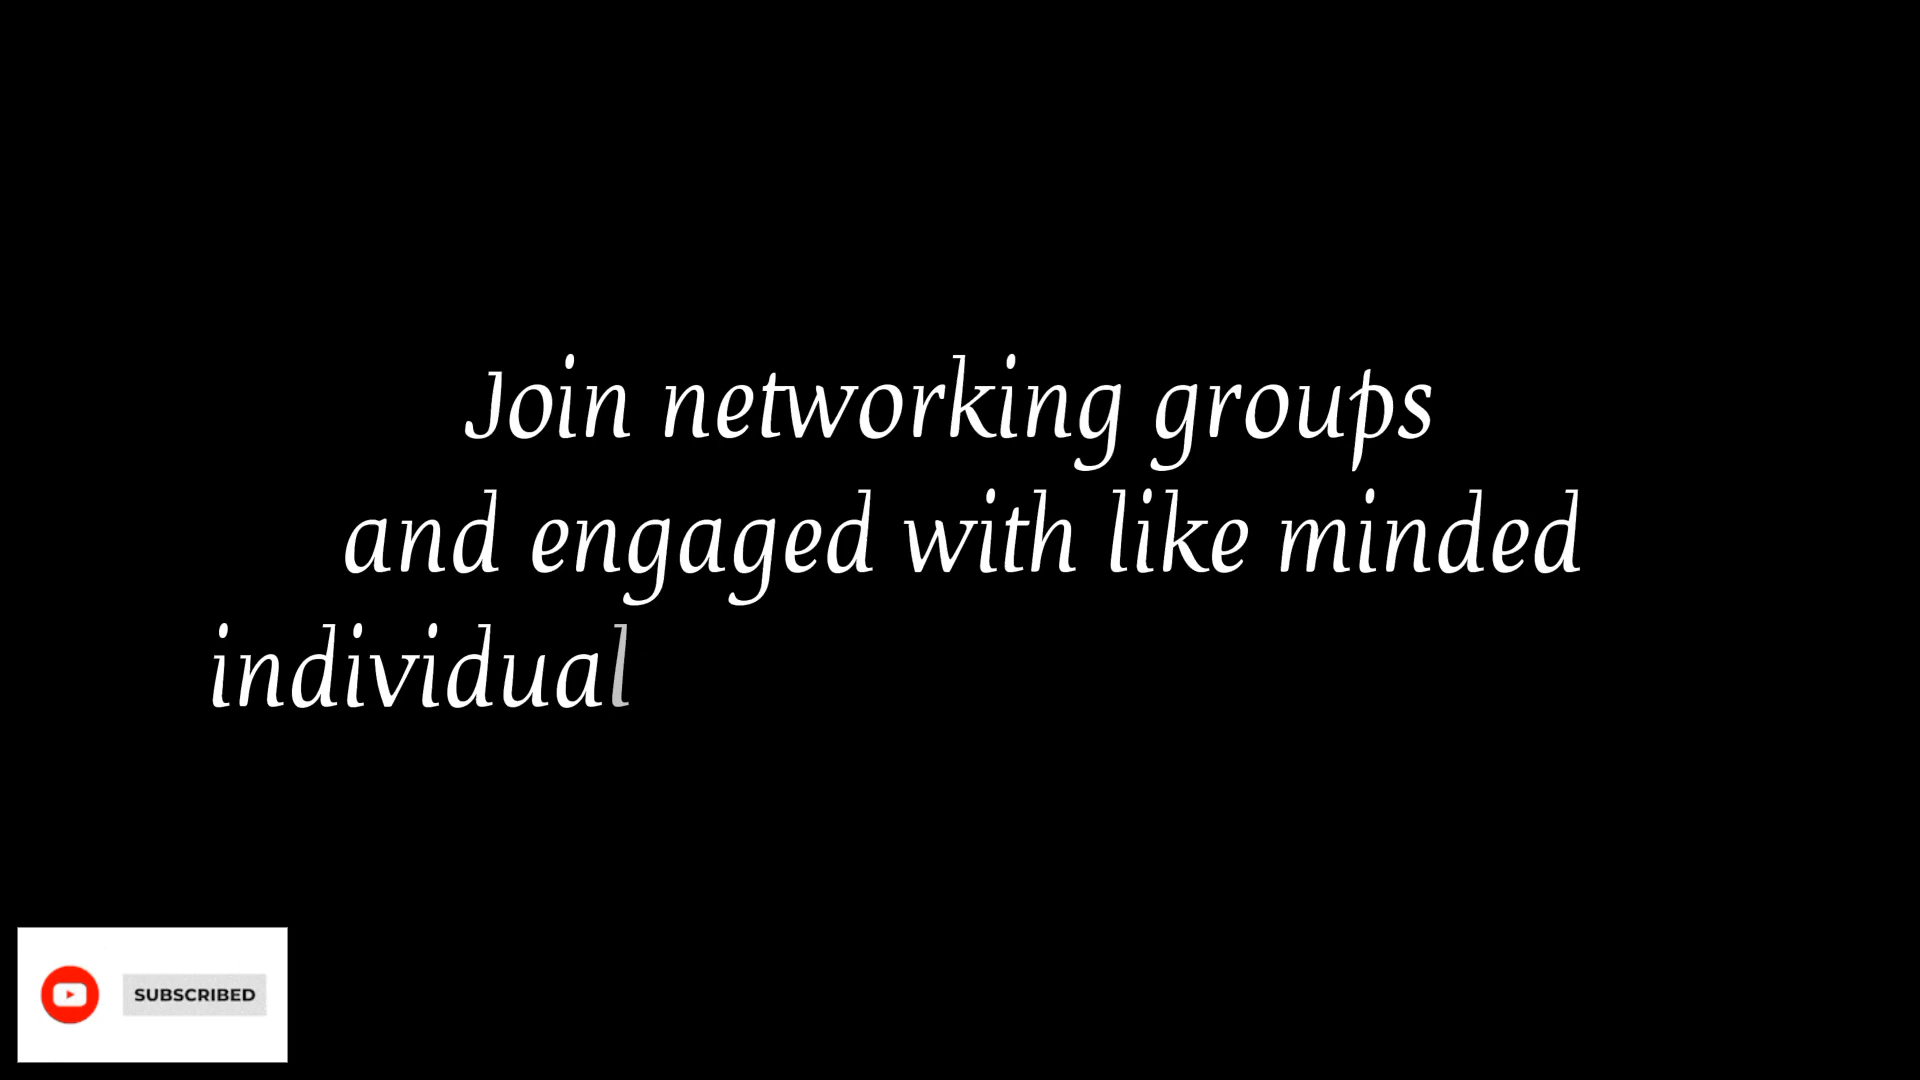 Join networking groups
and engaged with like minded
individual
SUBSCRIBED